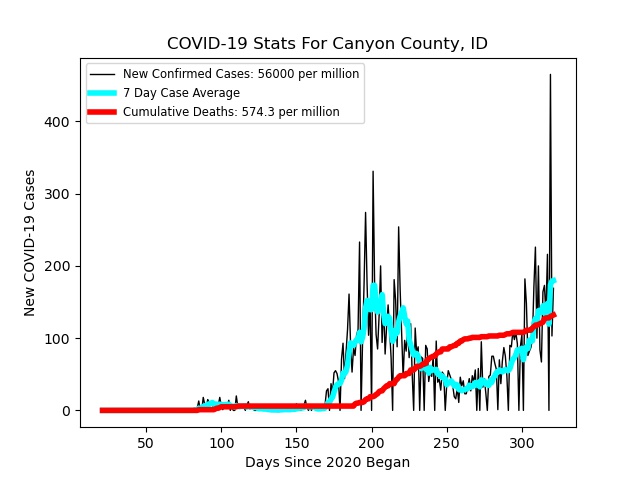 COVID-19 Stats For Canyon County, ID
New Confirmed Cases: 56000 per million
7 Day Case Average
Cumulative Deaths: 574.3 per million
New COVID-19 Cases
400
300
200
100
0
50 100 150 200 250 300
Days Since 2020 Began